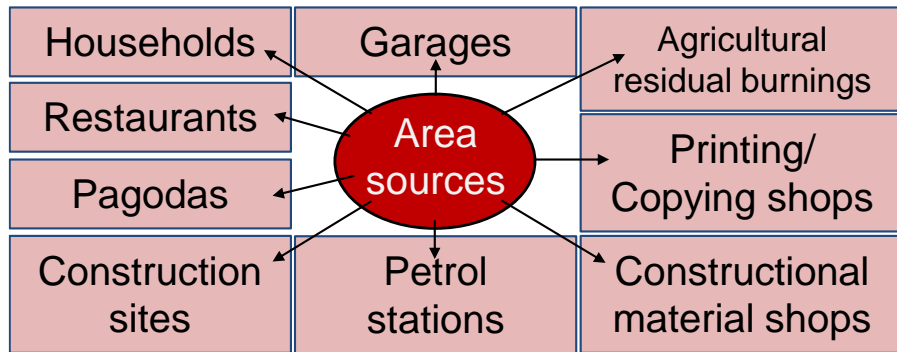 Households
Garages
Agricultural
residual burnings
Restaurants
Area
sources
Printing/
Copying shops
Pagodas
Construction
sites
Petrol
stations
Constructional
material shops